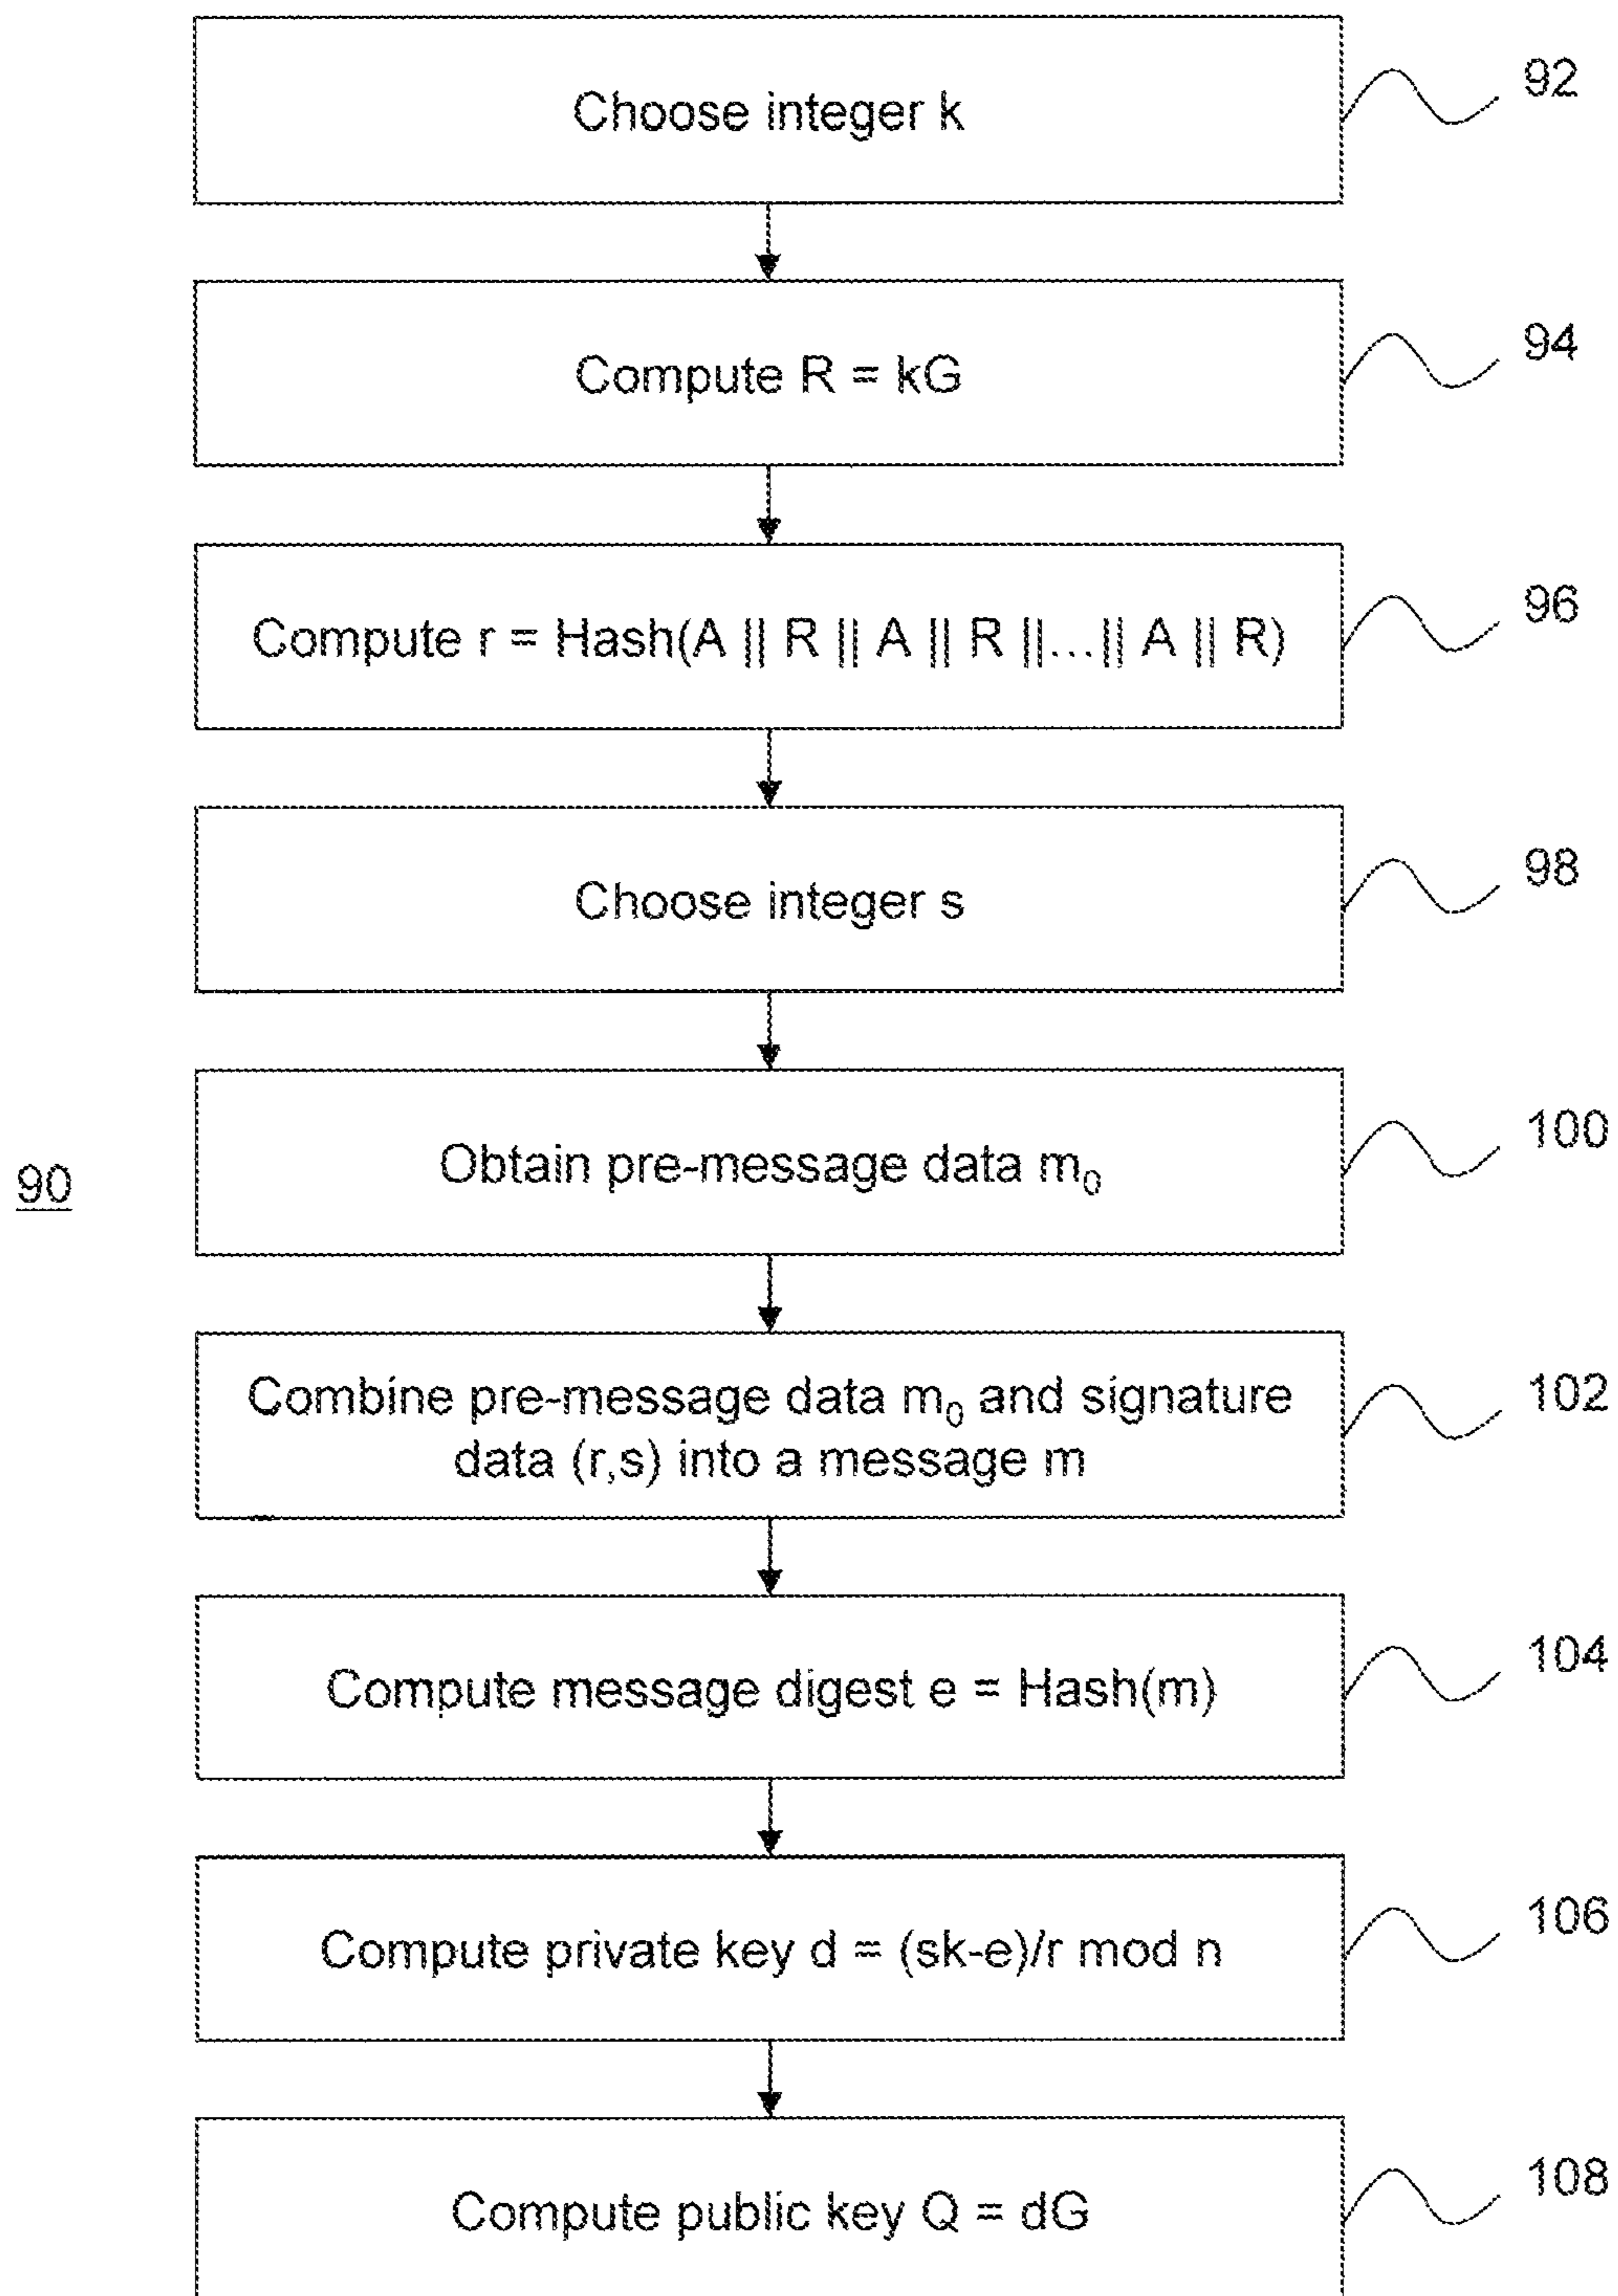 Choose integer k
92
Compute R = kG
94
Compute r = Hash(A || R || A || R ||...|| A || R)
96
Choose integer s
98
Obtain pre-message data m₀
100
90
Combine pre-message data m₀ and signature
data (r,s) into a message m
102
Compute message digest e = Hash(m)
104
Compute private key d = (sk-e)/r mod n
106
Compute public key Q = dG
108